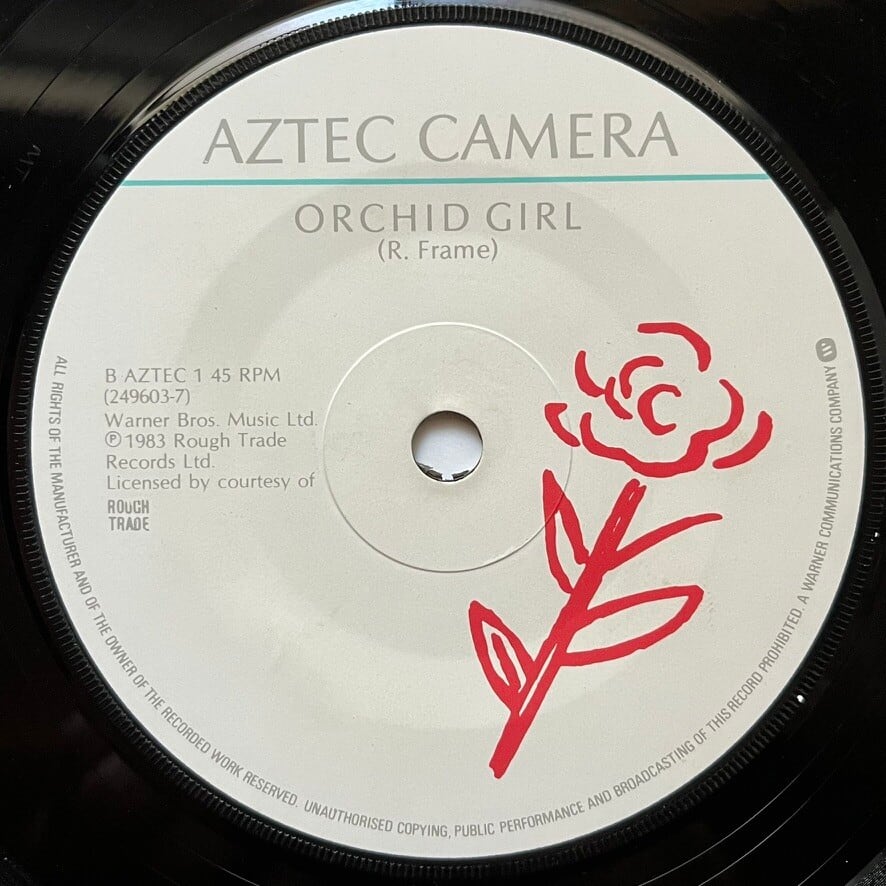 AZTEC CAMERA
ORCHID GIRL
(R. Frame)
B AZTEC 1 45 RPM
(249603-7)
Warner Bros. Music Ltd.
Ⓟ1983 Rough Trade
Records Ltd.
Licensed by courtesy of
ROUGH
TRADE
ALL RIGHTS OF THE MANUFACTURER AND OF THE OWNER OF THE RECORDED WORK RESERVED. UNAUTHORISED COPYING, PUBLIC PERFORMANCE AND BROADCASTING OF THIS RECORD PROHIBITED. A WARNER COMMUNICATIONS COMPANY